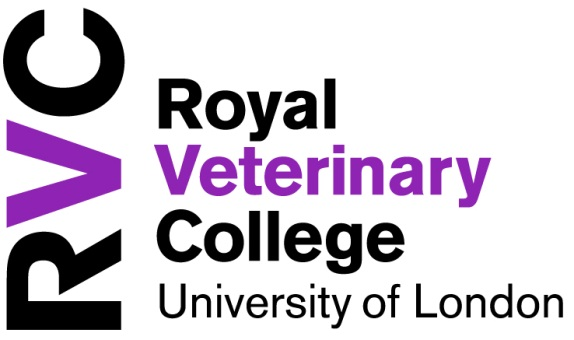 RVC
Royal
Veterinary
College
University of London